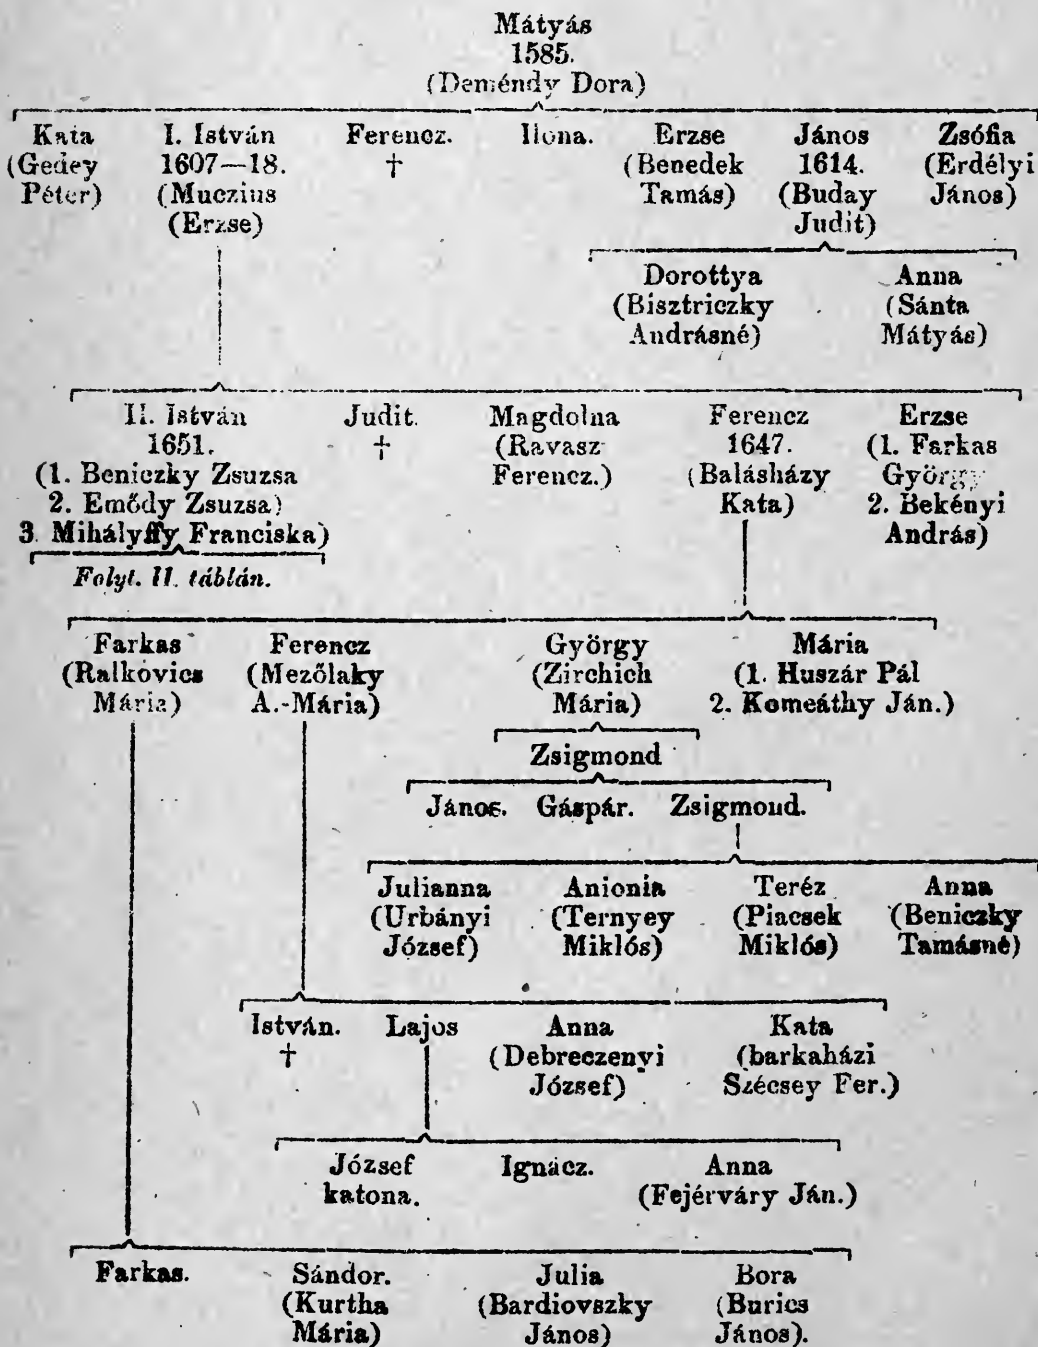 Mátyás
1585.
(Deméndy Dora)
Kata I. István Ferencz. Ilona. Erzse János Zsófia
(Gedey 1607—18. † (Benedek 1614. (Erdélyi
Péter) (Muczius Tamás) (Buday János)
(Erzse) Judit)
Dorottya Anna
(Bisztriczky (Sánta
Andrásné) Mátyás)
II. István Judit. Magdolna Ferencz Erzse
1651. † (Ravasz 1647. (1. Farkas
(1. Beniczky Zsuzsa Ferencz.) (Balásházy György
2. Emődy Zsuzsa) Kata) 2. Bekényi
3. Mihályffy Franciska) András)
Folyt. II. táblán.
Farkas Ferencz György Mária
(Ralkovics (Mezőlaky (Zirchich (1. Huszár Pál
Mária) A.-Mária) Mária) 2. Komeáthy Ján.)
Zsigmond
János. Gáspár. Zsigmond.
Julianna Anionia Teréz Anna
(Urbányi (Ternyey (Piacsek (Beniczky
József) Miklós) Miklós) Tamásné)
István. Lajos Anna Kata
† (Debreczenyi (barkaházi
József) Szécsey Fer.)
József Ignácz. Anna
katona. (Fejérváry Ján.)
Farkas. Sándor. Julia Bora
(Kurtha (Bardiovszky (Burics
Mária) János) János).